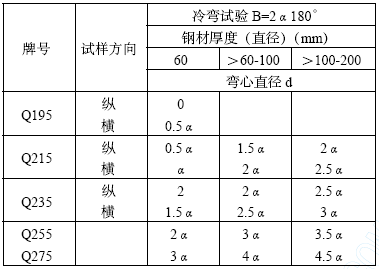 牌号 试样方向 冷弯试验 B=2α180°
钢材厚度（直径）(mm)
60 ＞60-100 ＞100-200
弯心直径 d
Q195 纵 0
横 0.5α
Q215 纵 0.5α 1.5α 2α
横 α 2α 2.5α
Q235 纵 2 2α 2.5α
横 1.5α 2.5α 3α
Q255 2α 3α 3.5α
Q275 3α 4α 4.5α